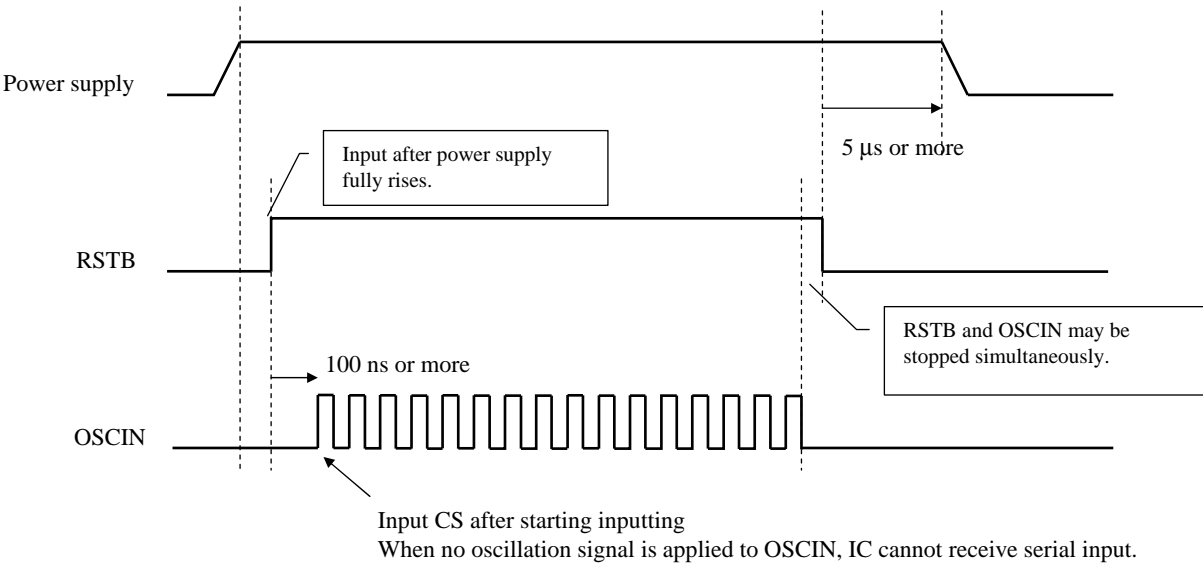 Power supply
5 μs or more
Input after power supply
fully rises.
RSTB
RSTB and OSCIN may be
stopped simultaneously.
100 ns or more
OSCIN
Input CS after starting inputting
When no oscillation signal is applied to OSCIN, IC cannot receive serial input.